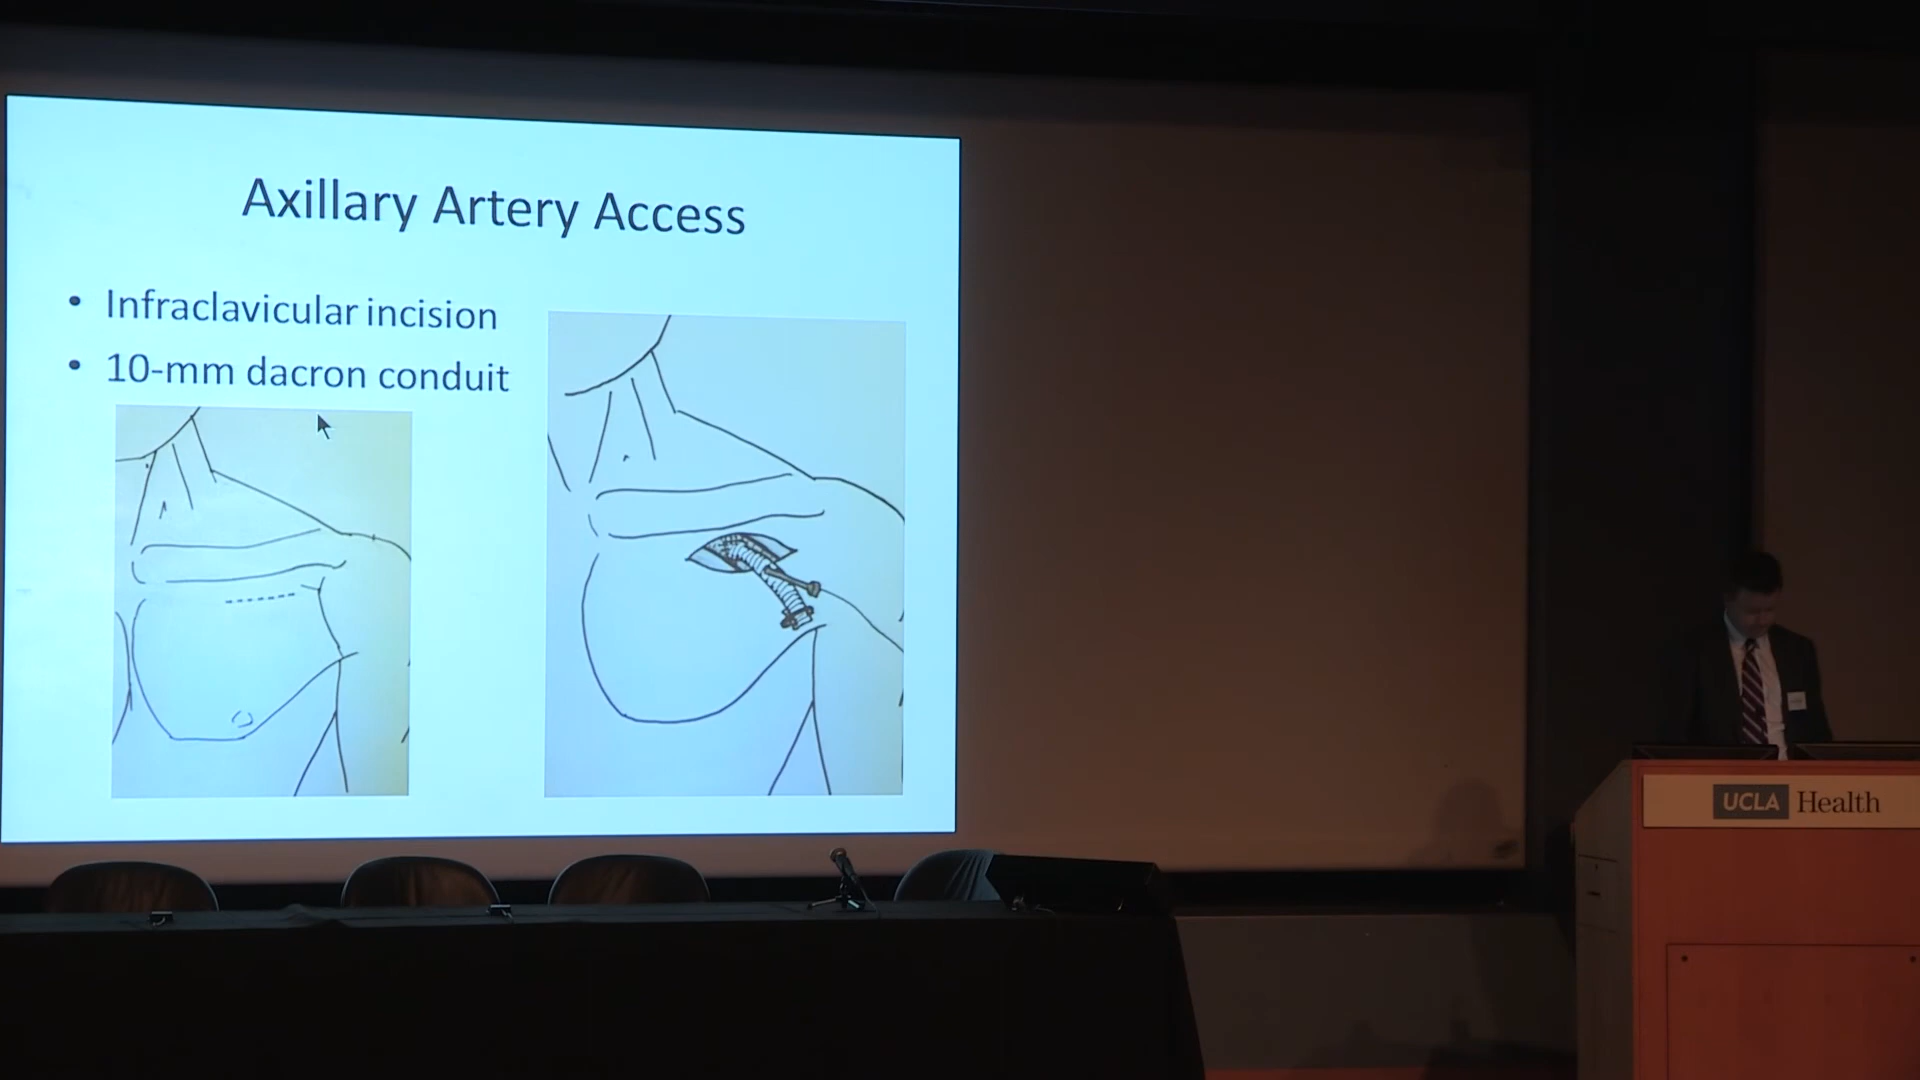 Axillary Artery Access
• Infraclavicular incision
• 10-mm dacron conduit
UCLA Health